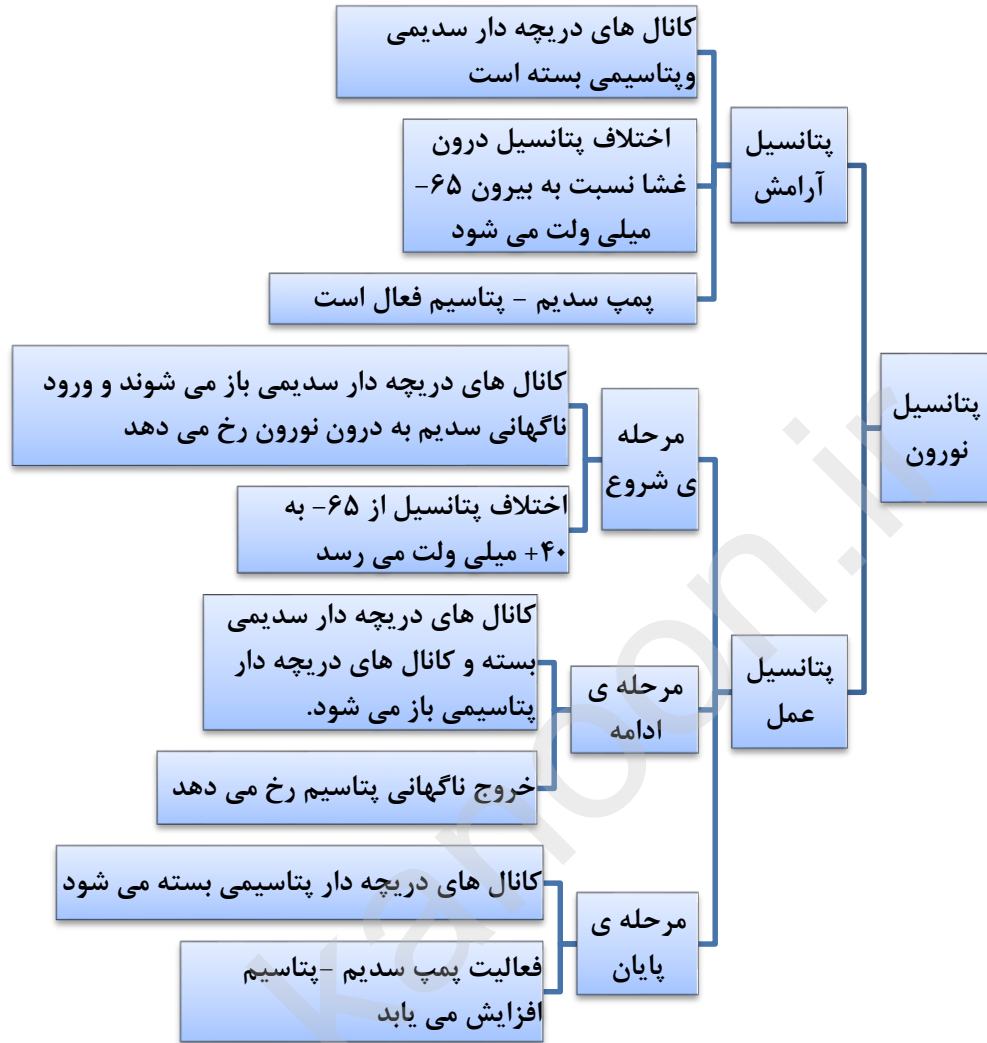 پتانسیل
نورون
پتانسیل
آرامش
کانال های دریچه دار سدیمی
وپتاسیمی بسته است
اختلاف پتانسیل درون
غشا نسبت به بیرون ۶۵-
میلی ولت می شود
پمپ سدیم - پتاسیم فعال است
پتانسیل
عمل
مرحله
ی شروع
کانال های دریچه دار سدیمی باز می شوند و ورود
ناگهانی سدیم به درون نورون رخ می دهد
اختلاف پتانسیل از ۶۵- به
۴۰+ میلی ولت می رسد
مرحله ی
ادامه
کانال های دریچه دار سدیمی
بسته و کانال های دریچه دار
پتاسیمی باز می شود.
خروج ناگهانی پتاسیم رخ می دهد
مرحله ی
پایان
کانال های دریچه دار پتاسیمی بسته می شود
فعالیت پمپ سدیم -پتاسیم
افزایش می یابد
kanoon.ir